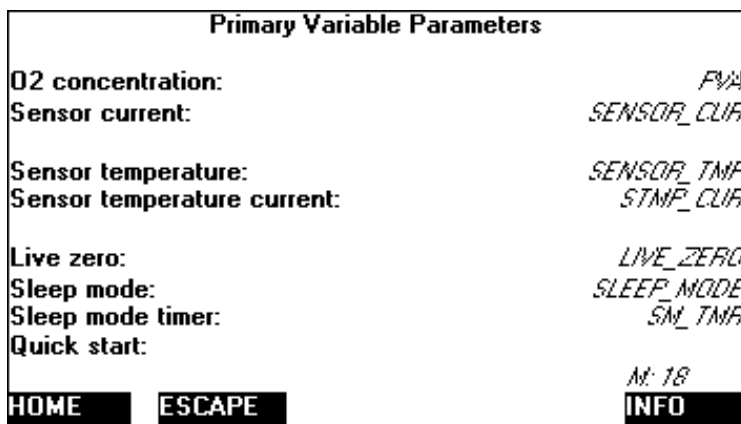 Primary Variable Parameters
O2 concentration: PVA
Sensor current: SENSOR_CUR
Sensor temperature: SENSOR_TMP
Sensor temperature current: STMP_CUR
Live zero: LIVE_ZERO
Sleep mode: SLEEP_MODE
Sleep mode timer: SM_TMR
Quick start:
M: 18
HOME ESCAPE INFO